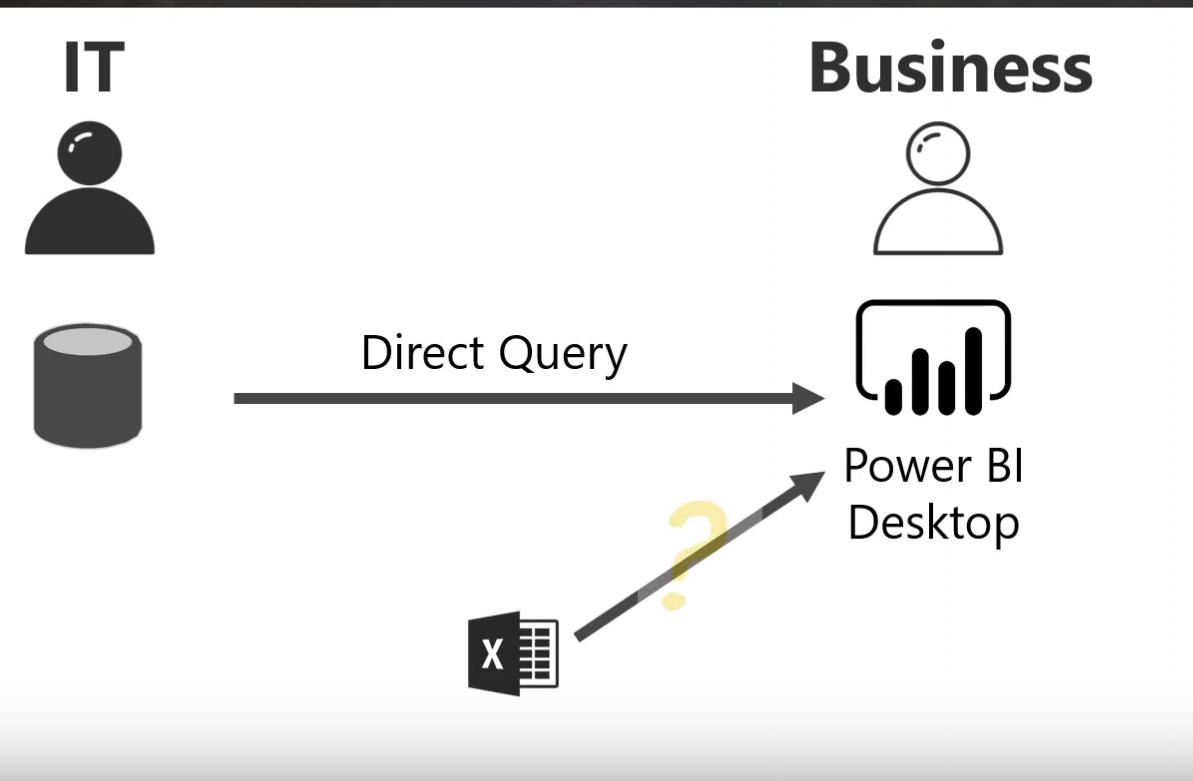 IT
Business
Direct Query
Power BI
Desktop
?
X